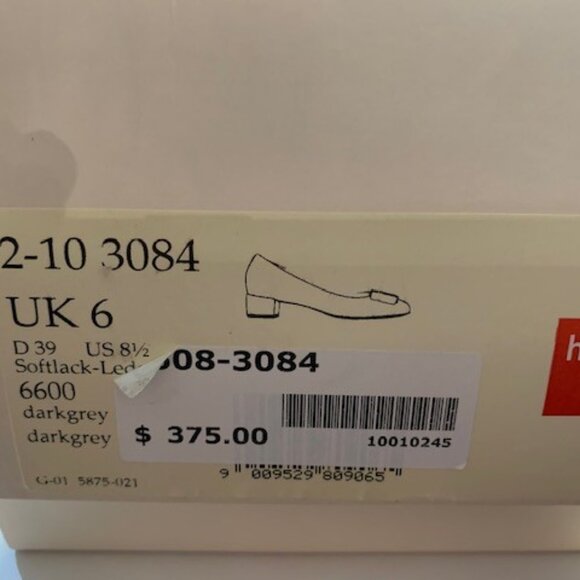 2-10 3084
UK 6
D 39 US 8½
Softlack-Led
6600
darkgrey
darkgrey
08-3084
$ 375.00
10010245
9 009529 809065
G-01 5875-021
h